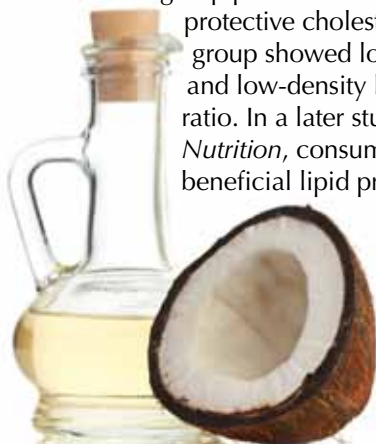 protective cholest
group showed lo
and low-density l
ratio. In a later stu
Nutrition, consum
beneficial lipid pr